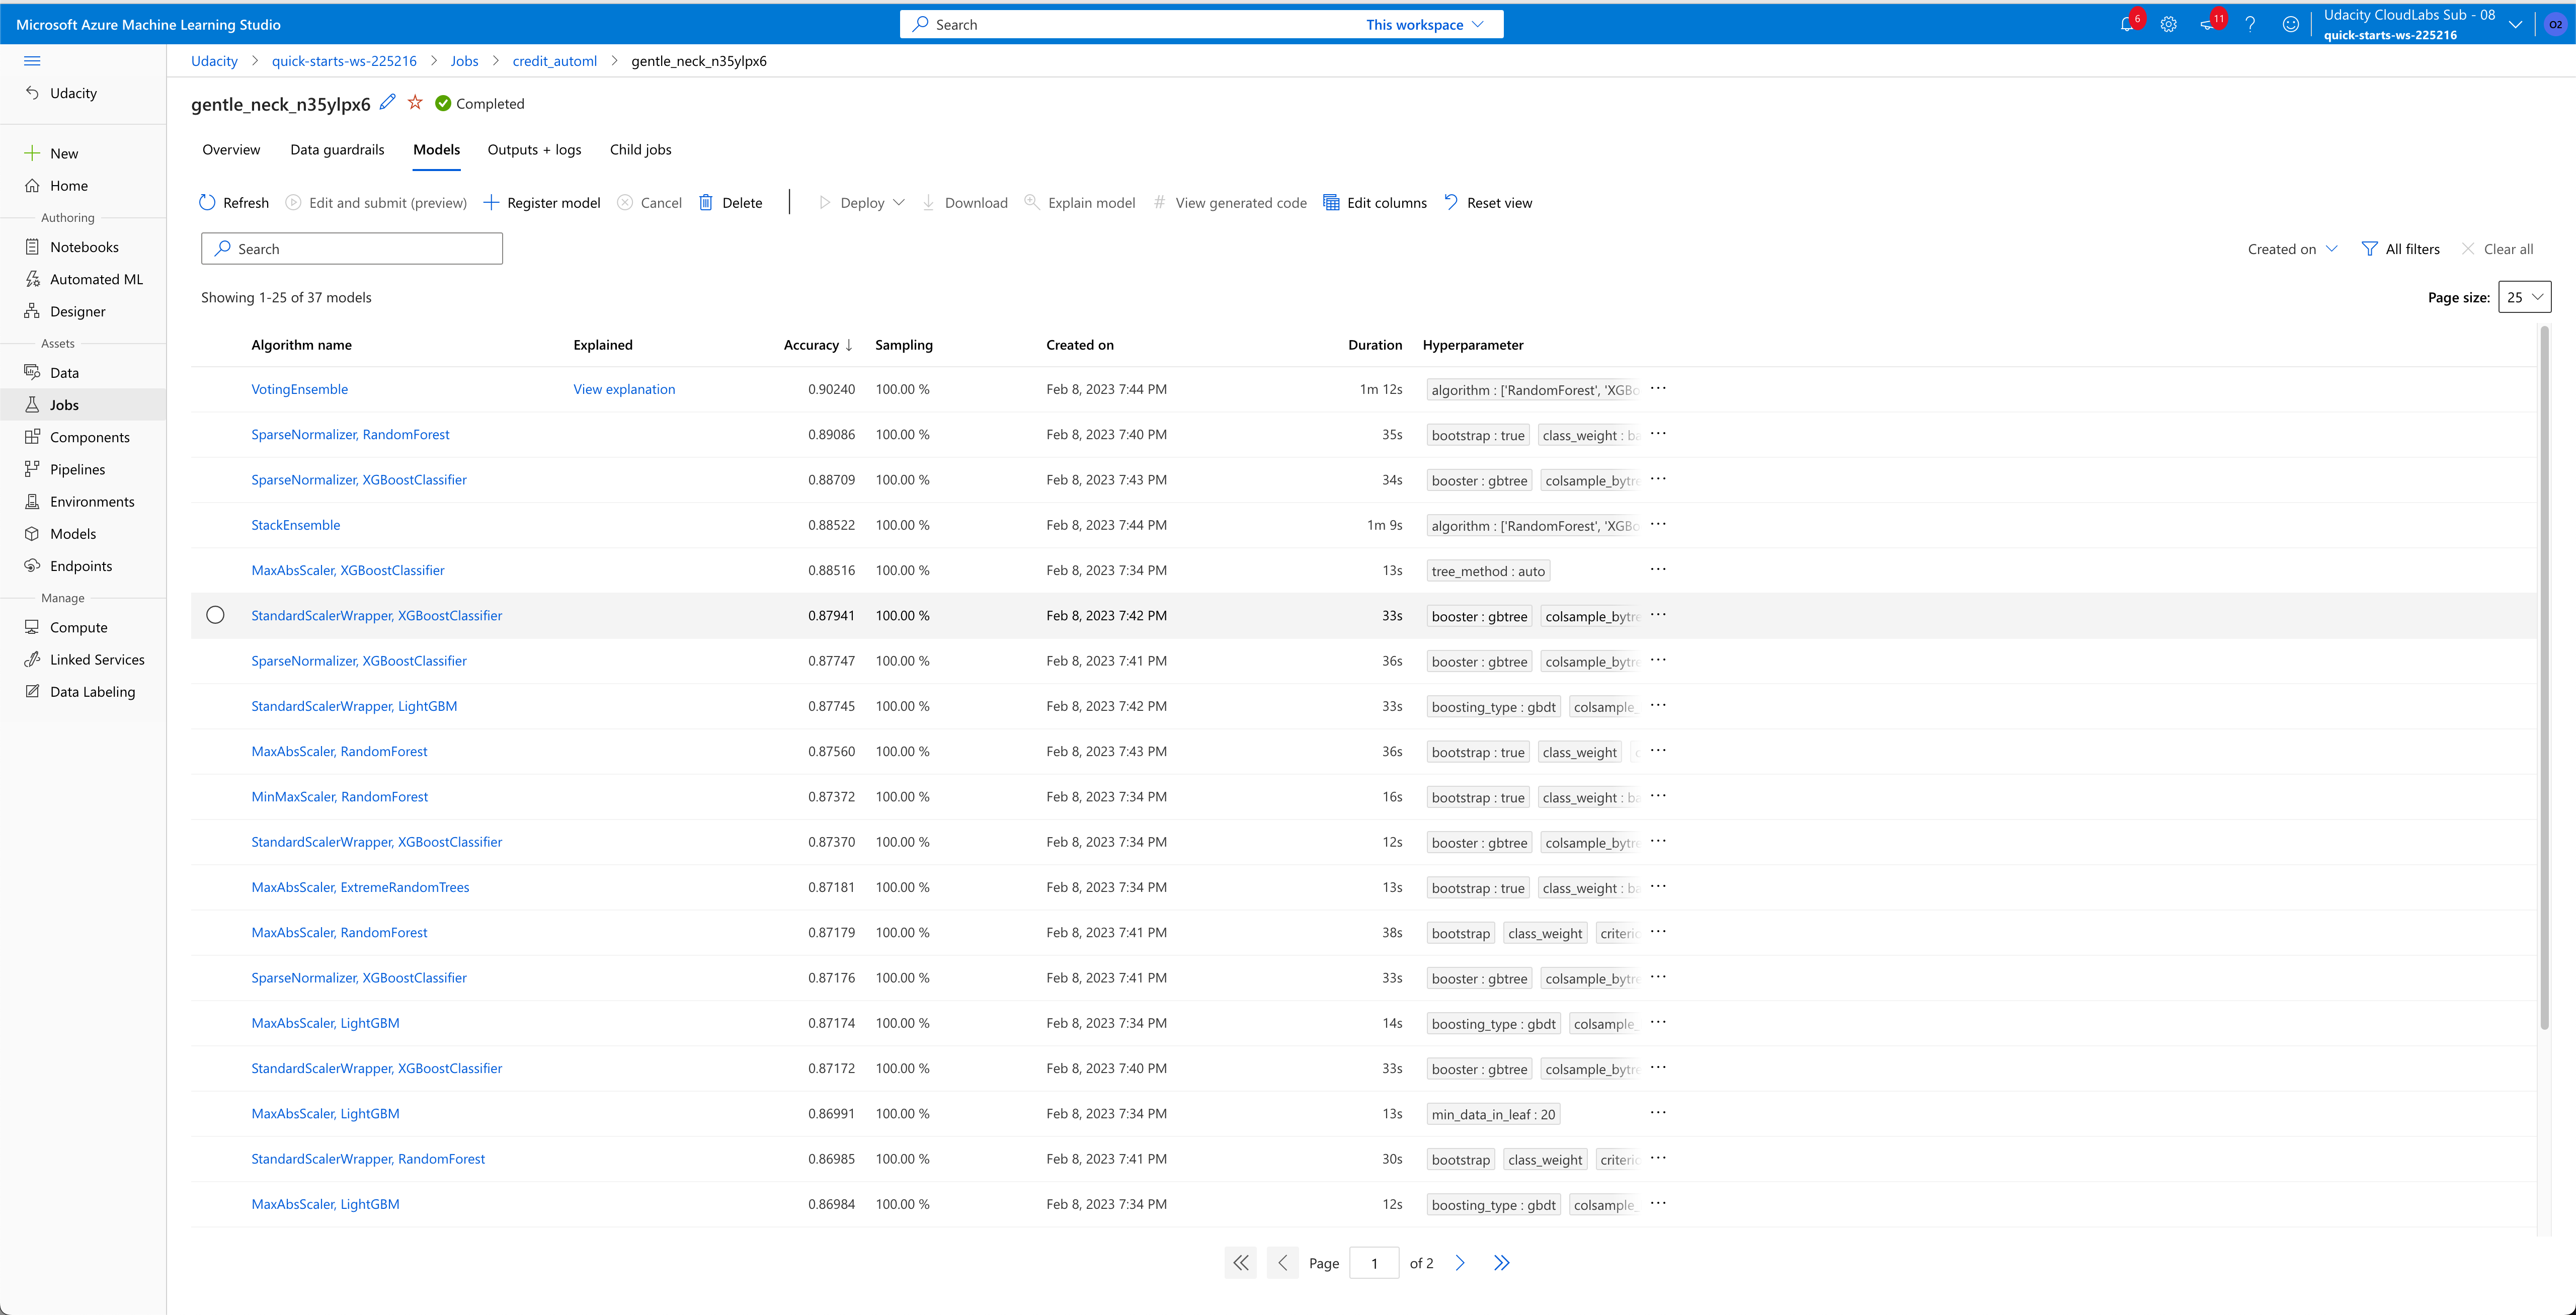 Microsoft Azure Machine Learning Studio
Search
This workspace
6
11
Udacity CloudLabs Sub - 08
quick-starts-ws-225216
O2
Udacity > quick-starts-ws-225216 > Jobs > credit_automl > gentle_neck_n35ylpx6
Udacity
New
Home
Authoring
Notebooks
Automated ML
Designer
Assets
Data
Jobs
Components
Pipelines
Environments
Models
Endpoints
Manage
Compute
Linked Services
Data Labeling
gentle_neck_n35ylpx6 Completed
Overview Data guardrails Models Outputs + logs Child jobs
Refresh Edit and submit (preview) Register model Cancel Delete Deploy Download Explain model View generated code Edit columns Reset view
Search
Created on All filters Clear all
Showing 1-25 of 37 models
Page size: 25
Algorithm name Explained Accuracy ↓ Sampling Created on Duration Hyperparameter
VotingEnsemble View explanation 0.90240 100.00 % Feb 8, 2023 7:44 PM 1m 12s algorithm : ['RandomForest', 'XGBo ···
SparseNormalizer, RandomForest 0.89086 100.00 % Feb 8, 2023 7:40 PM 35s bootstrap : true class_weight : ba ···
SparseNormalizer, XGBoostClassifier 0.88709 100.00 % Feb 8, 2023 7:43 PM 34s booster : gbtree colsample_bytre ···
StackEnsemble 0.88522 100.00 % Feb 8, 2023 7:44 PM 1m 9s algorithm : ['RandomForest', 'XGBo ···
MaxAbsScaler, XGBoostClassifier 0.88516 100.00 % Feb 8, 2023 7:34 PM 13s tree_method : auto ···
StandardScalerWrapper, XGBoostClassifier 0.87941 100.00 % Feb 8, 2023 7:42 PM 33s booster : gbtree colsample_bytre ···
SparseNormalizer, XGBoostClassifier 0.87747 100.00 % Feb 8, 2023 7:41 PM 36s booster : gbtree colsample_bytre ···
StandardScalerWrapper, LightGBM 0.87745 100.00 % Feb 8, 2023 7:42 PM 33s boosting_type : gbdt colsample_ ···
MaxAbsScaler, RandomForest 0.87560 100.00 % Feb 8, 2023 7:43 PM 36s bootstrap : true class_weight c ···
MinMaxScaler, RandomForest 0.87372 100.00 % Feb 8, 2023 7:34 PM 16s bootstrap : true class_weight : ba ···
StandardScalerWrapper, XGBoostClassifier 0.87370 100.00 % Feb 8, 2023 7:42 PM 12s booster : gbtree colsample_bytre ···
MaxAbsScaler, ExtremeRandomTrees 0.87181 100.00 % Feb 8, 2023 7:34 PM 13s bootstrap : true class_weight : ba ···
MaxAbsScaler, RandomForest 0.87179 100.00 % Feb 8, 2023 7:41 PM 38s bootstrap class_weight criteric ···
SparseNormalizer, XGBoostClassifier 0.87176 100.00 % Feb 8, 2023 7:41 PM 33s booster : gbtree colsample_bytre ···
MaxAbsScaler, LightGBM 0.87174 100.00 % Feb 8, 2023 7:34 PM 14s boosting_type : gbdt colsample_ ···
StandardScalerWrapper, XGBoostClassifier 0.87172 100.00 % Feb 8, 2023 7:40 PM 33s booster : gbtree colsample_bytre ···
MaxAbsScaler, LightGBM 0.86991 100.00 % Feb 8, 2023 7:34 PM 13s min_data_in_leaf : 20 ···
StandardScalerWrapper, RandomForest 0.86985 100.00 % Feb 8, 2023 7:41 PM 30s bootstrap class_weight criteric ···
MaxAbsScaler, LightGBM 0.86984 100.00 % Feb 8, 2023 7:34 PM 12s boosting_type : gbdt colsample_ ···
Page 1 of 2